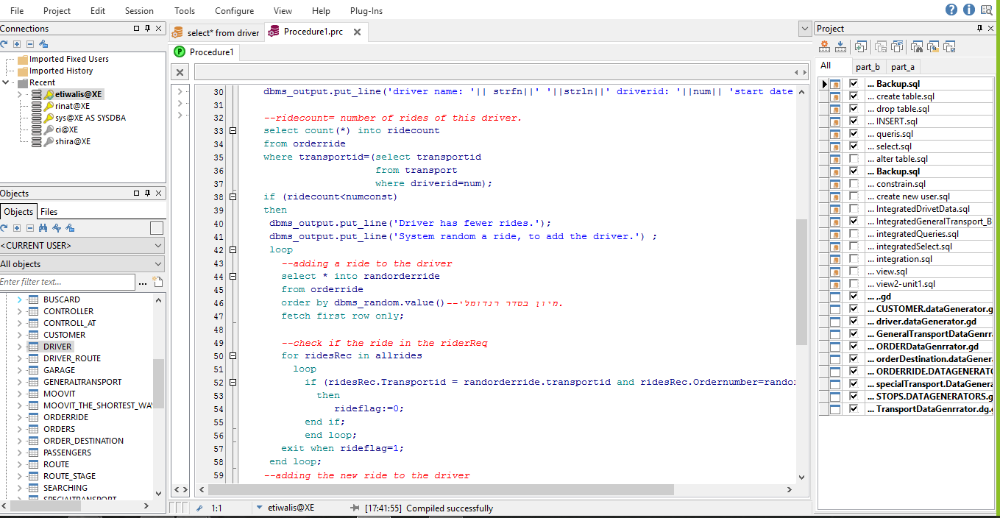 File Project Edit Session Tools Configure View Help Plug-Ins
Connections
Imported Fixed Users
Imported History
Recent
etiwalis@XE
rinat@XE
sys@XE AS SYSDBA
ci@XE
shira@XE
Objects
Objects Files
<CURRENT USER>
All objects
Enter filter text...
BUSCARD
CONTROLLER
CONTROLL_AT
CUSTOMER
DRIVER
DRIVER_ROUTE
GARAGE
GENERALTRANSPORT
MOOVIT
MOOVIT_THE_SHORTEST_WA
ORDERRIDE
ORDERS
ORDER_DESTINATION
PASSENGERS
ROUTE
ROUTE_STAGE
SEARCHING
SPECIALTRANSPORT
select* from driver Procedure1.prc
Procedure1
30 dbms_output.put_line('driver name: '|| strfn||' '||strln||' driverid: '||num|| 'start date
31
32 --ridecount= number of rides of this driver.
33 select count(*) into ridecount
34 from orderride
35 where transportid=(select transportid
36 from transport
37 where driverid=num);
38 if (ridecount<numconst)
39 then
40 dbms_output.put_line('Driver has fewer rides.');
41 dbms_output.put_line('System random a ride, to add the driver.') ;
42 loop
43 --adding a ride to the driver
44 select * into randorderride
45 from orderride
46 order by dbms_random.value()--מיון בסדר רנדומלי.
47 fetch first row only;
48
49 --check if the ride in the riderReq
50 for ridesRec in allrides
51 loop
52 if (ridesRec.Transportid = randorderride.transportid and ridesRec.Ordernumber=rando
53 then
54 rideflag:=0;
55 end if;
56 end loop;
57 exit when rideflag=1;
58 end loop;
59 --adding the new ride to the driver
1:1 etiwalis@XE [17:41:55] Compiled successfully
Project
All part_b part_a
... Backup.sql
... create table.sql
... drop table.sql
... INSERT.sql
... queris.sql
... select.sql
... alter table.sql
... Backup.sql
... constrain.sql
... create new user.sql
... IntegratedDrivetData.sql
... IntegratedGeneralTransport_B
... integratedQueries.sql
... integratedSelect.sql
... integration.sql
... view.sql
... view2-unit1.sql
... ,.gd
... CUSTOMER.dataGenerator.g
... driver.dataGenerator.gd
... GeneralTransportDataGenrr
... ORDERDataGenrrator.gd
... orderDestination.dataGener
... ORDERRIDE.DATAGENERATO
... specialTransport.DataGenera
... STOPS.DATAGENERATORS.g
... TransportDataGenrrator.dg.